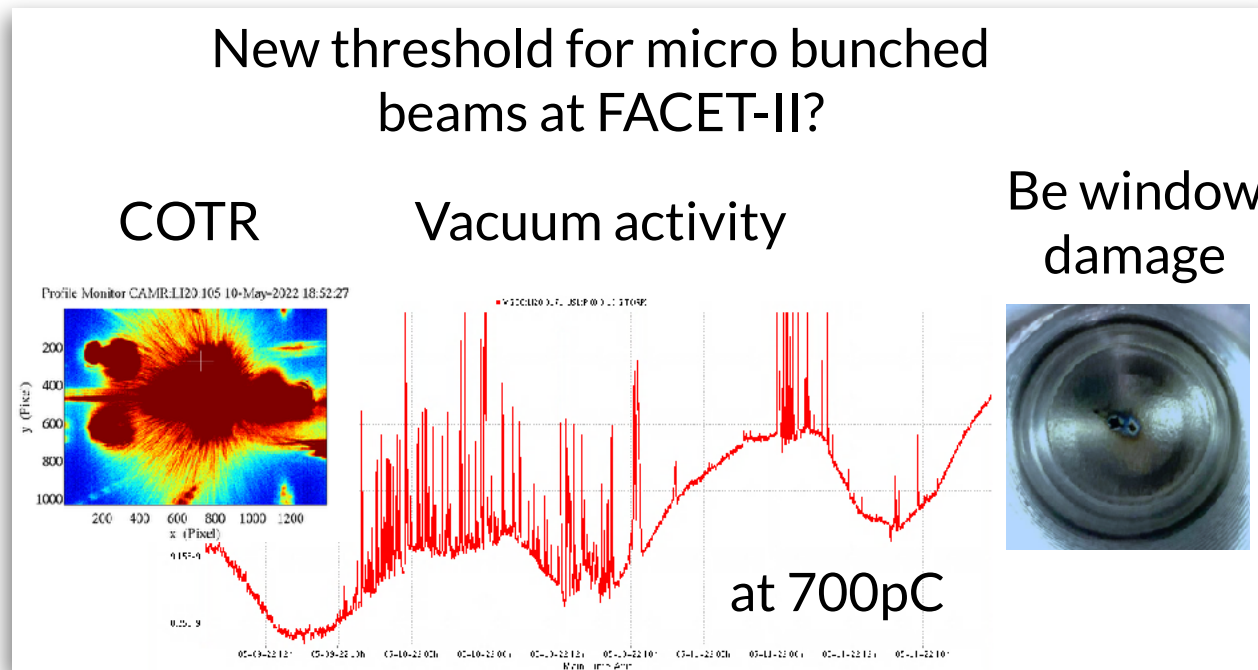 New threshold for micro bunched
beams at FACET-II?
COTR
Vacuum activity
Be window
damage
Profile Monitor CAMR:LI20:105 10-May-2022 18:52:27
y (Pixel)
200
400
600
800
1000
200 400 600 800 1000 1200
x (Pixel)
at 700pC